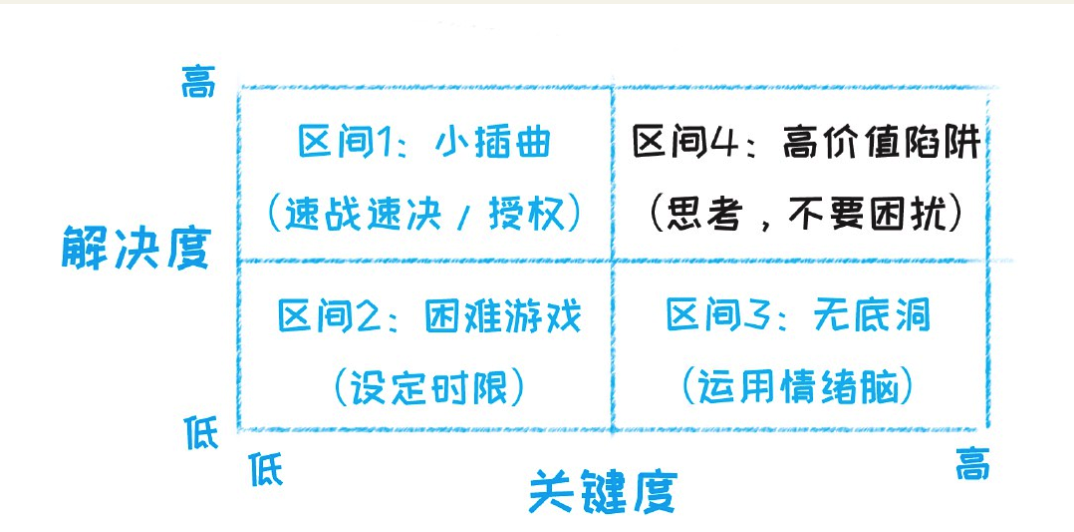 高
区间1：小插曲
（速战速决 / 授权）
区间4：高价值陷阱
（思考，不要困扰）
解决度
区间2：困难游戏
（设定时限）
区间3：无底洞
（运用情绪脑）
低
低
关键度
高